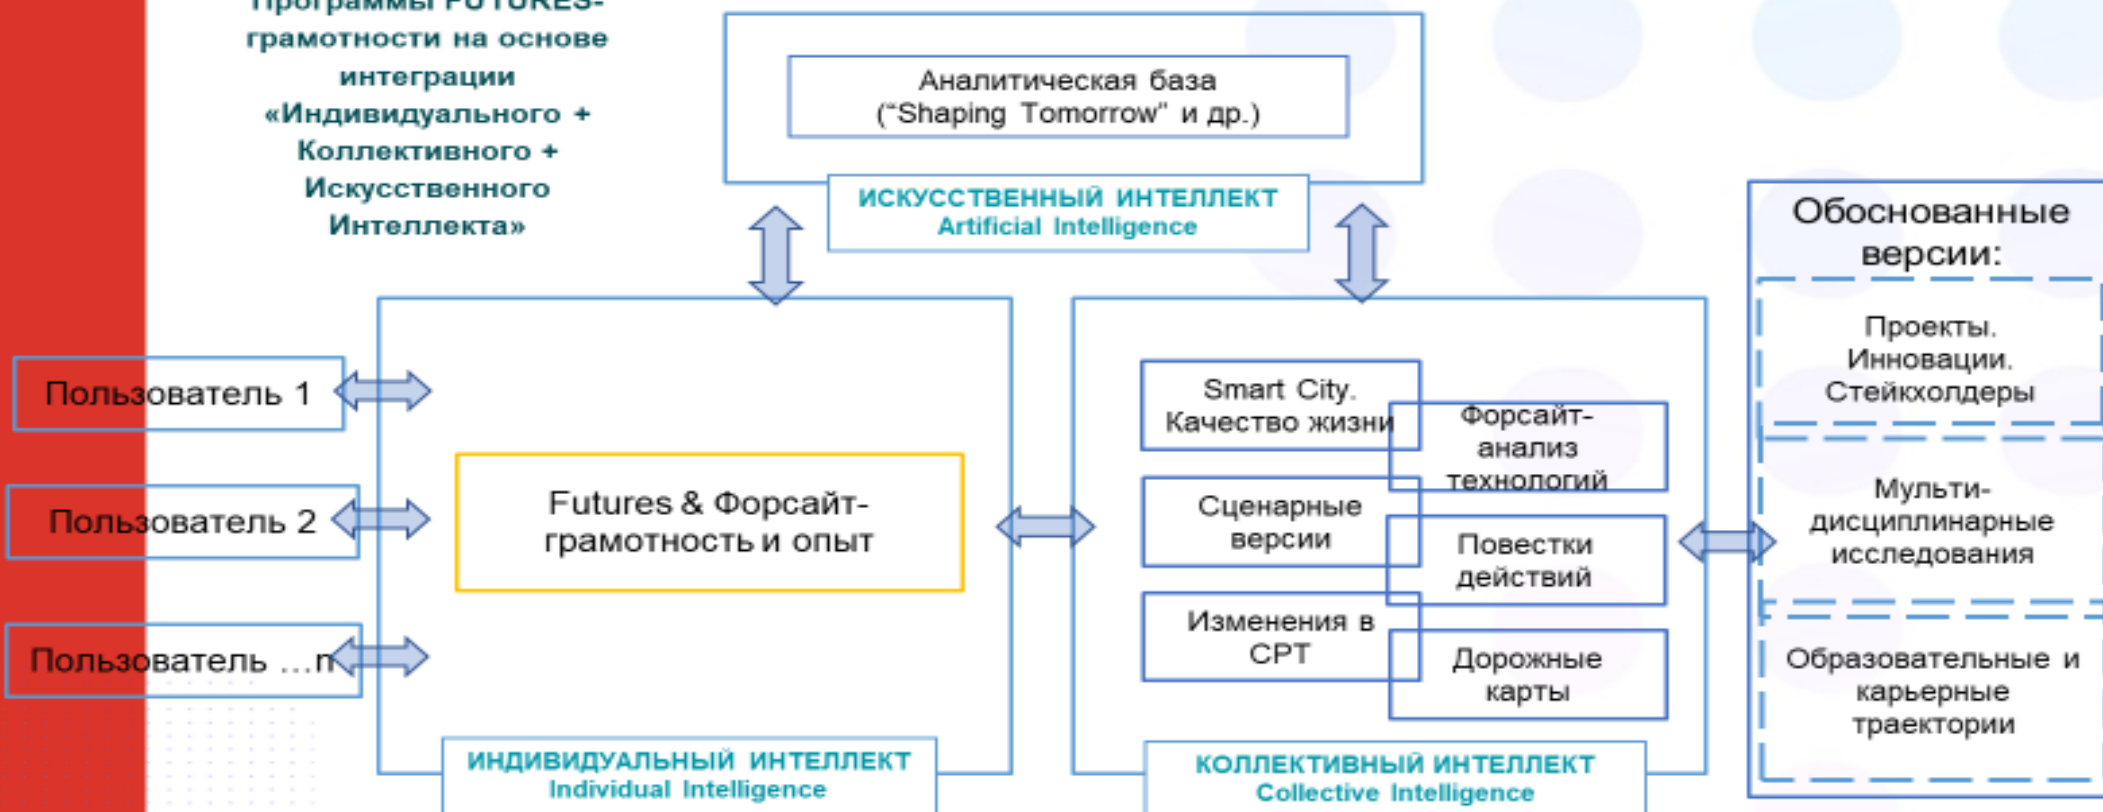 Программы FUTURES-
грамотности на основе
интеграции
«Индивидуального +
Коллективного +
Искусственного
Интеллекта»
Аналитическая база
(“Shaping Tomorrow” и др.)
ИСКУССТВЕННЫЙ ИНТЕЛЛЕКТ
Artificial Intelligence
Пользователь 1
Пользователь 2
Пользователь ...n
Futures & Форсайт-
грамотность и опыт
ИНДИВИДУАЛЬНЫЙ ИНТЕЛЛЕКТ
Individual Intelligence
Smart City.
Качество жизни
Форсайт-
анализ
технологий
Сценарные
версии
Повестки
действий
Изменения в
СРТ
Дорожные
карты
КОЛЛЕКТИВНЫЙ ИНТЕЛЛЕКТ
Collective Intelligence
Обоснованные
версии:
Проекты.
Инновации.
Стейкхолдеры
Мульти-
дисциплинарные
исследования
Образовательные и
карьерные
траектории